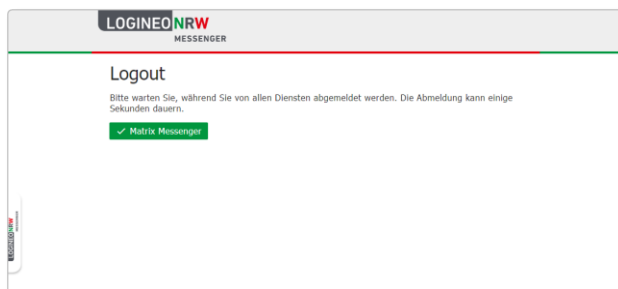 LOGINEO NRW
MESSENGER
Logout
Bitte warten Sie, während Sie von allen Diensten abgemeldet werden. Die Abmeldung kann einige
Sekunden dauern.
✓ Matrix Messenger
LOGINEO NRW
MESSENGER